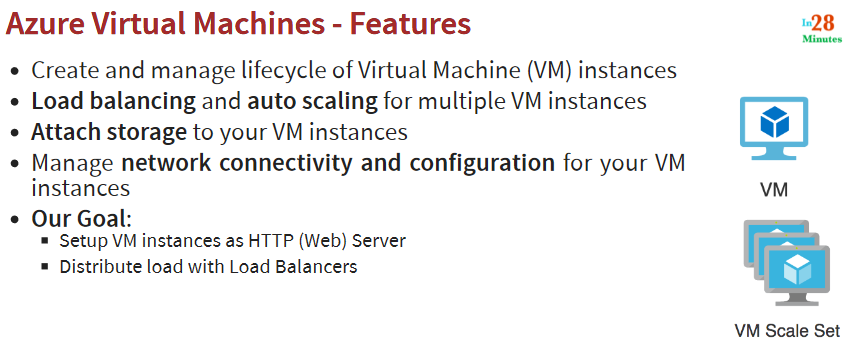 Azure Virtual Machines - Features
In28
Minutes
• Create and manage lifecycle of Virtual Machine (VM) instances
• Load balancing and auto scaling for multiple VM instances
• Attach storage to your VM instances
• Manage network connectivity and configuration for your VM
instances
• Our Goal:
▪ Setup VM instances as HTTP (Web) Server
▪ Distribute load with Load Balancers
VM
VM Scale Set